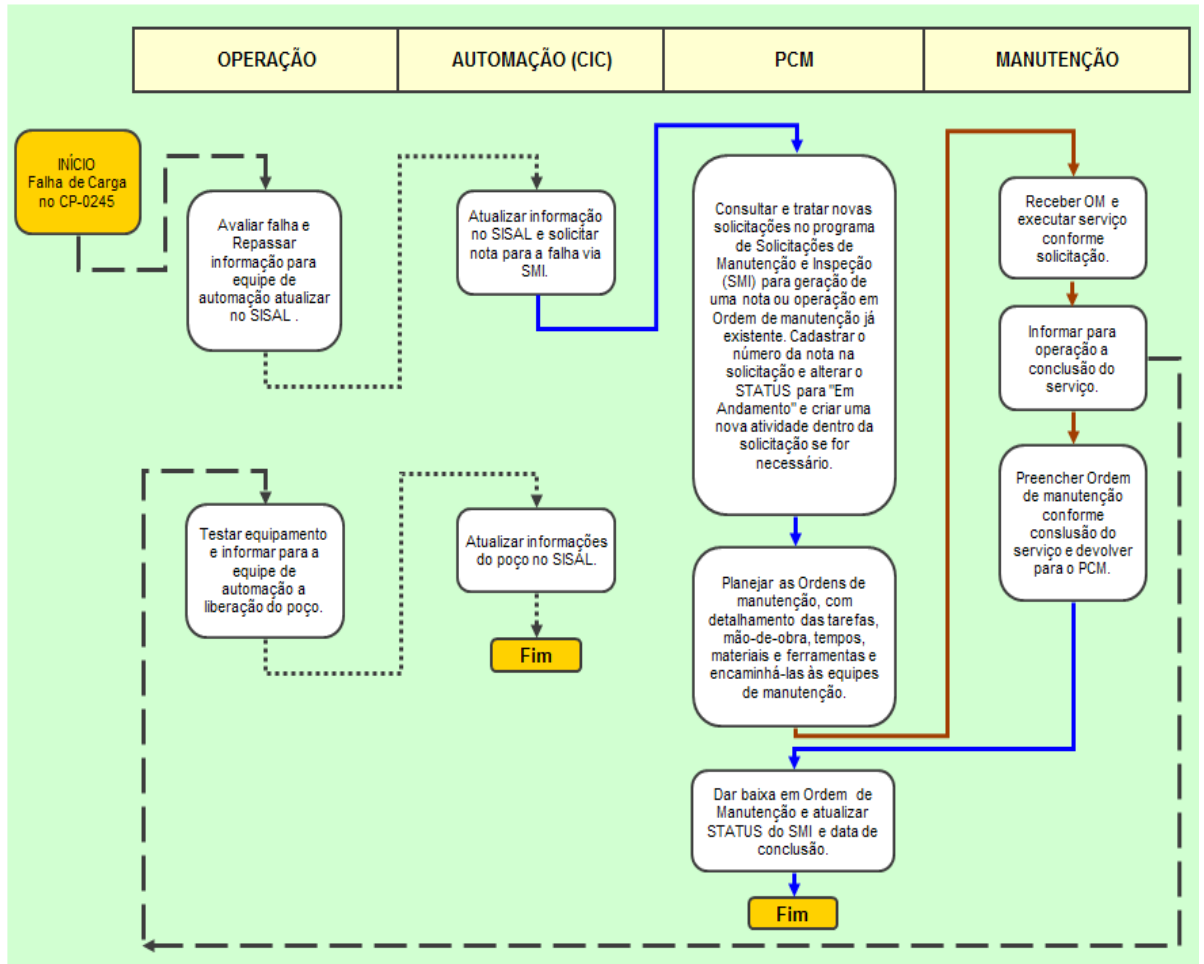 OPERAÇÃO
AUTOMAÇÃO (CIC)
PCM
MANUTENÇÃO
INÍCIO
Falha de Carga
no CP-0245
Avaliar falha e
Repassar
informação para
equipe de
automação atualizar
no SISAL .
Atualizar informação
no SISAL e solicitar
nota para a falha via
SMI.
Consultar e tratar novas
solicitações no programa
de Solicitações de
Manutenção e Inspeção
(SMI) para geração de
uma nota ou operação em
Ordem de manutenção já
existente. Cadastrar o
número da nota na
solicitação e alterar o
STATUS para "Em
Andamento" e criar uma
nova atividade dentro da
solicitação se for
necessário.
Receber OM e
executar serviço
conforme
solicitação.
Informar para
operação a
conclusão do
serviço.
Preencher Ordem
de manutenção
conforme
conslusão do
serviço e devolver
para o PCM.
Testar equipamento
e informar para a
equipe de
automação a
liberação do poço.
Atualizar informações
do poço no SISAL.
Fim
Planejar as Ordens de
manutenção, com
detalhamento das tarefas,
mão-de-obra, tempos,
materiais e ferramentas e
encaminhá-las às equipes
de manutenção.
Dar baixa em Ordem de
Manutenção e atualizar
STATUS do SMI e data de
conclusão.
Fim